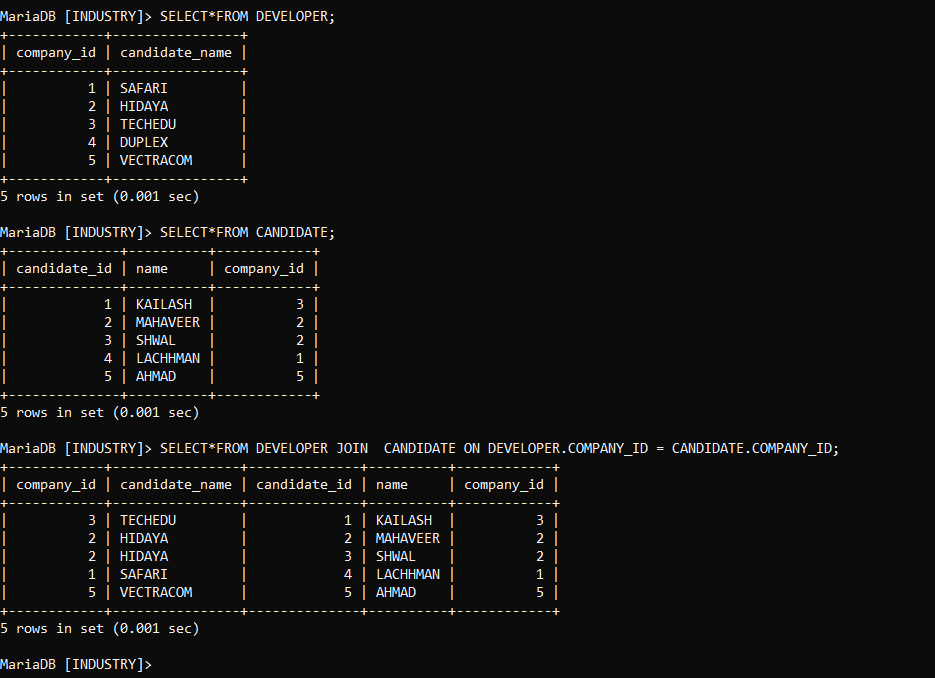 MariaDB [INDUSTRY]> SELECT*FROM DEVELOPER;
+------------+----------------+
| company_id | candidate_name |
+------------+----------------+
|          1 | SAFARI         |
|          2 | HIDAYA         |
|          3 | TECHEDU        |
|          4 | DUPLEX         |
|          5 | VECTRACOM      |
+------------+----------------+
5 rows in set (0.001 sec)
MariaDB [INDUSTRY]> SELECT*FROM CANDIDATE;
+--------------+----------+------------+
| candidate_id | name     | company_id |
+--------------+----------+------------+
|            1 | KAILASH  |          3 |
|            2 | MAHAVEER |          2 |
|            3 | SHWAL    |          2 |
|            4 | LACHHMAN |          1 |
|            5 | AHMAD    |          5 |
+--------------+----------+------------+
5 rows in set (0.001 sec)
MariaDB [INDUSTRY]> SELECT*FROM DEVELOPER JOIN  CANDIDATE ON DEVELOPER.COMPANY_ID = CANDIDATE.COMPANY_ID;
+------------+----------------+--------------+----------+------------+
| company_id | candidate_name | candidate_id | name     | company_id |
+------------+----------------+--------------+----------+------------+
|          3 | TECHEDU        |            1 | KAILASH  |          3 |
|          2 | HIDAYA         |            2 | MAHAVEER |          2 |
|          2 | HIDAYA         |            3 | SHWAL    |          2 |
|          1 | SAFARI         |            4 | LACHHMAN |          1 |
|          5 | VECTRACOM      |            5 | AHMAD    |          5 |
+------------+----------------+--------------+----------+------------+
5 rows in set (0.001 sec)
MariaDB [INDUSTRY]>